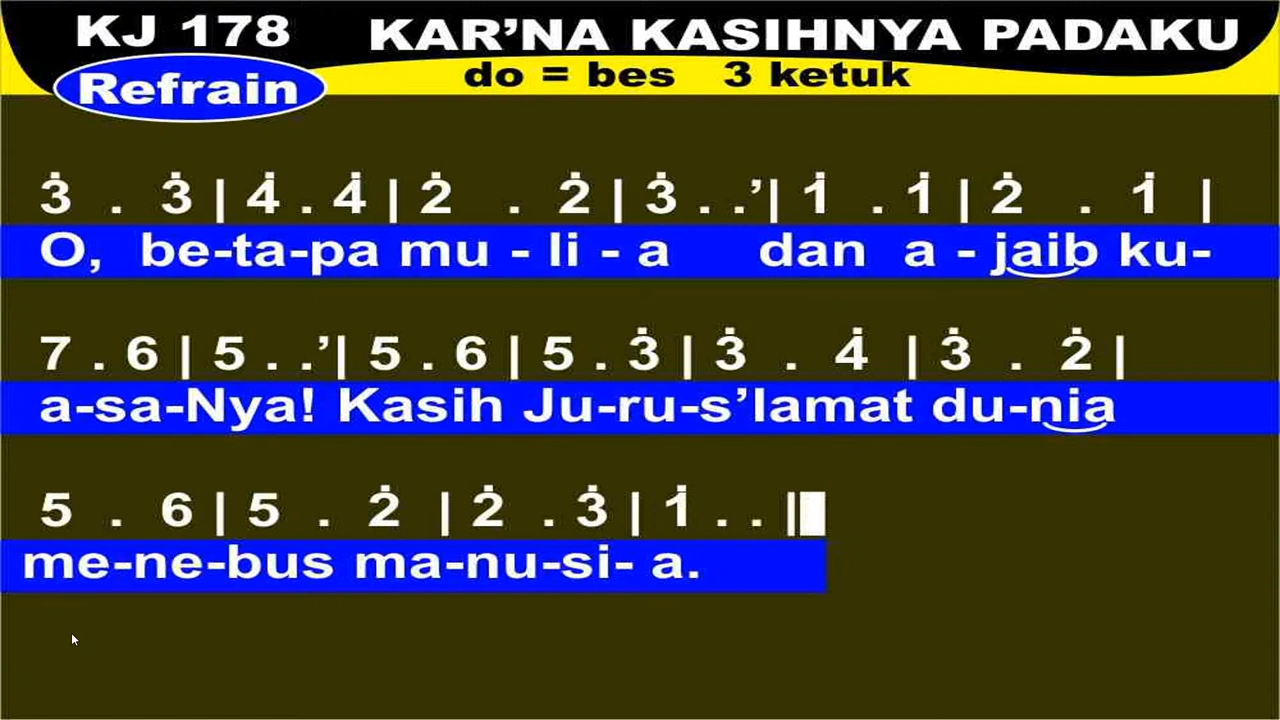 KJ 178 KAR’NA KASIHNYA PADAKU
Refrain do = bes 3 ketuk
3̇ . 3̇ | 4̇ . 4̇ | 2̇ . 2̇ | 3̇ . .’| 1̇ . 1̇ | 2̇ . 1̇ |
O, be-ta-pa mu - li - a dan a - jaib ku-
7 . 6 | 5 . .’| 5 . 6 | 5 . 3̇ | 3̇ . 4̇ | 3̇ . 2̇ |
a-sa-Nya! Kasih Ju-ru-s’lamat du-nia
5 . 6 | 5 . 2̇ | 2̇ . 3̇ | 1̇ . . ||
me-ne-bus ma-nu-si- a.